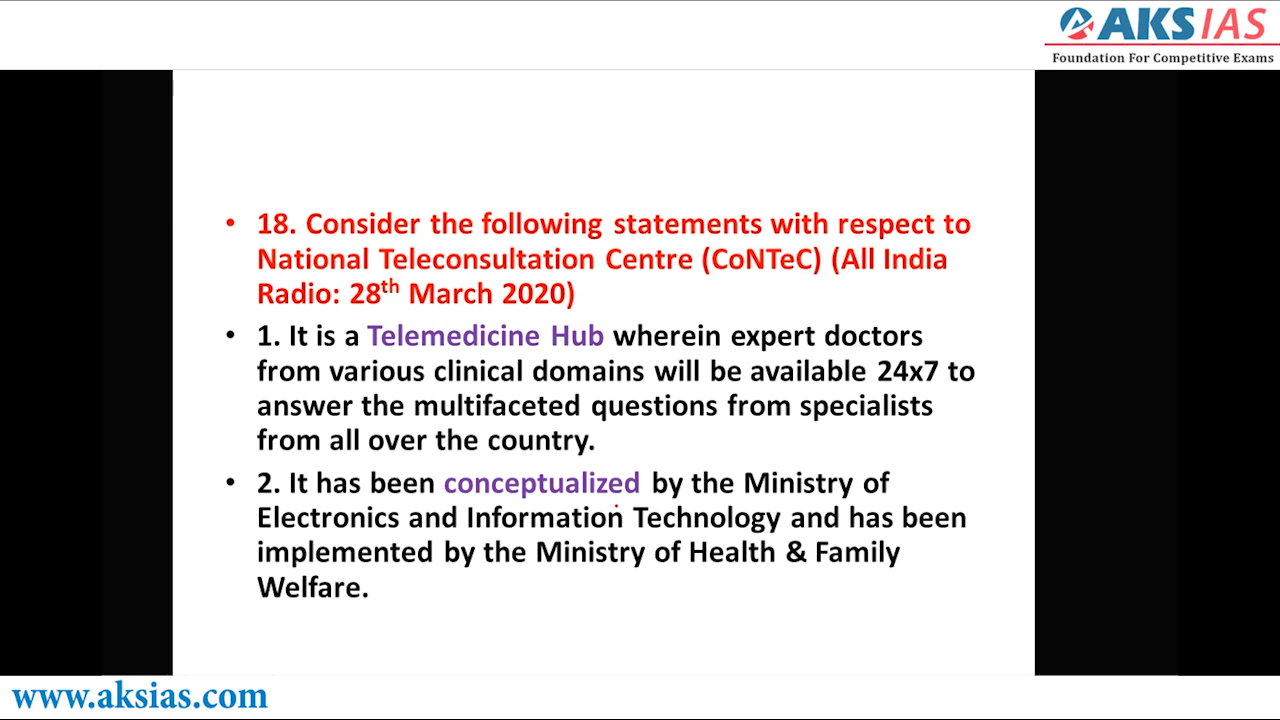 AKS IAS
Foundation For Competitive Exams
• 18. Consider the following statements with respect to
National Teleconsultation Centre (CoNTeC) (All India
Radio: 28th March 2020)
• 1. It is a Telemedicine Hub wherein expert doctors
from various clinical domains will be available 24x7 to
answer the multifaceted questions from specialists
from all over the country.
• 2. It has been conceptualized by the Ministry of
Electronics and Information Technology and has been
implemented by the Ministry of Health & Family
Welfare.
www.aksias.com